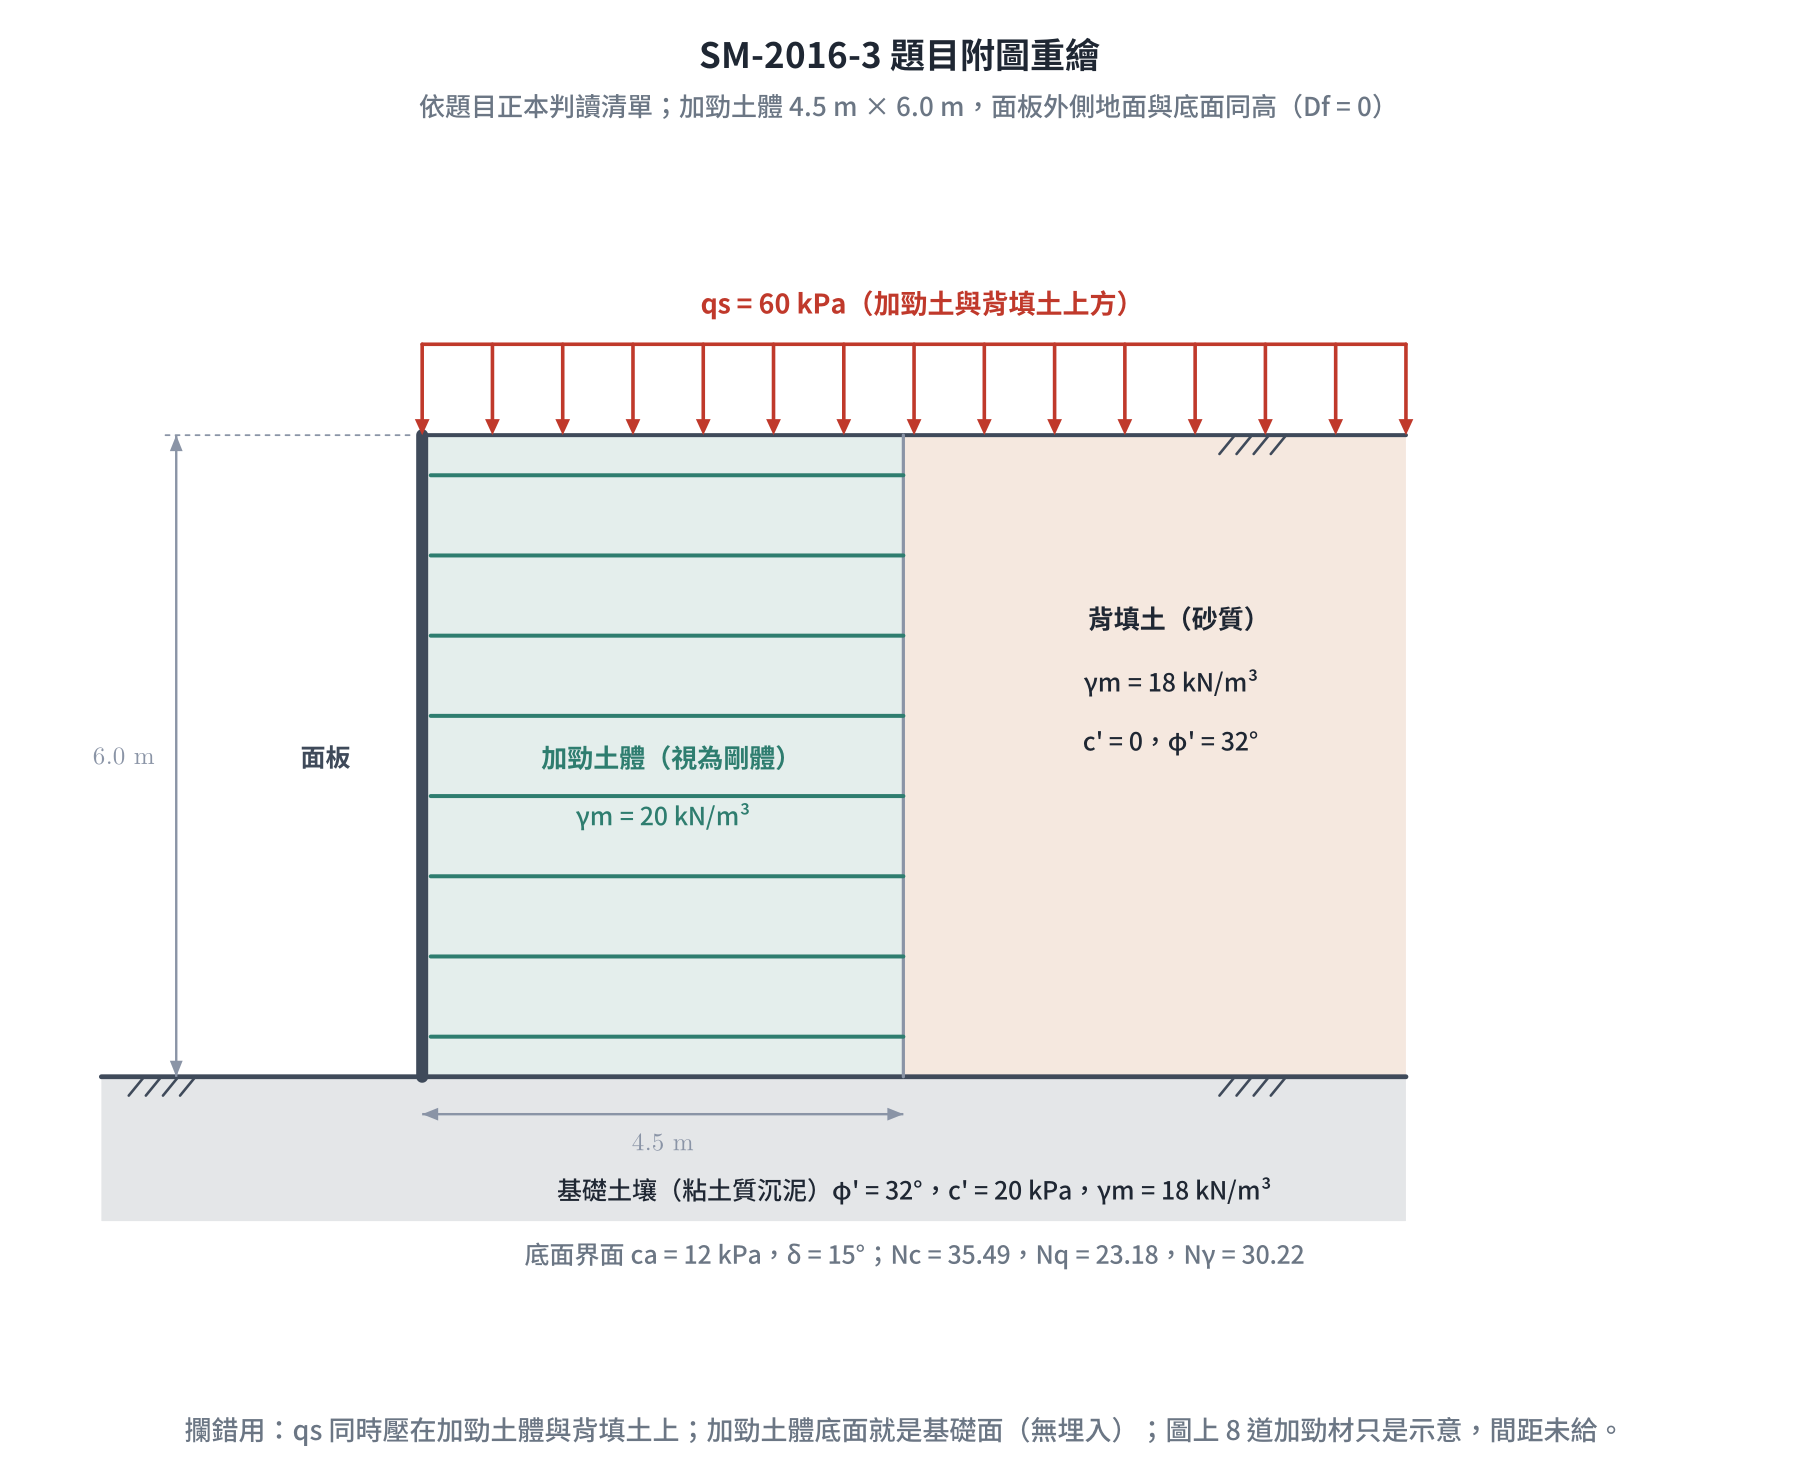 SM-2016-3 題目附圖重繪
依題目正本判讀清單；加勁土體 4.5 m × 6.0 m，面板外側地面與底面同高（Df = 0）
qs = 60 kPa（加勁土與背填土上方）
背填土（砂質）
γm = 18 kN/m³
c' = 0，ϕ' = 32°
6.0 m
面板
加勁土體（視為剛體）
γm = 20 kN/m³
4.5 m
基礎土壤（粘土質沉泥）ϕ' = 32°，c' = 20 kPa，γm = 18 kN/m³
底面界面 ca = 12 kPa，δ = 15°；Nc = 35.49，Nq = 23.18，Nγ = 30.22
攔錯用：qs 同時壓在加勁土體與背填土上；加勁土體底面就是基礎面（無埋入）；圖上 8 道加勁材只是示意，間距未給。